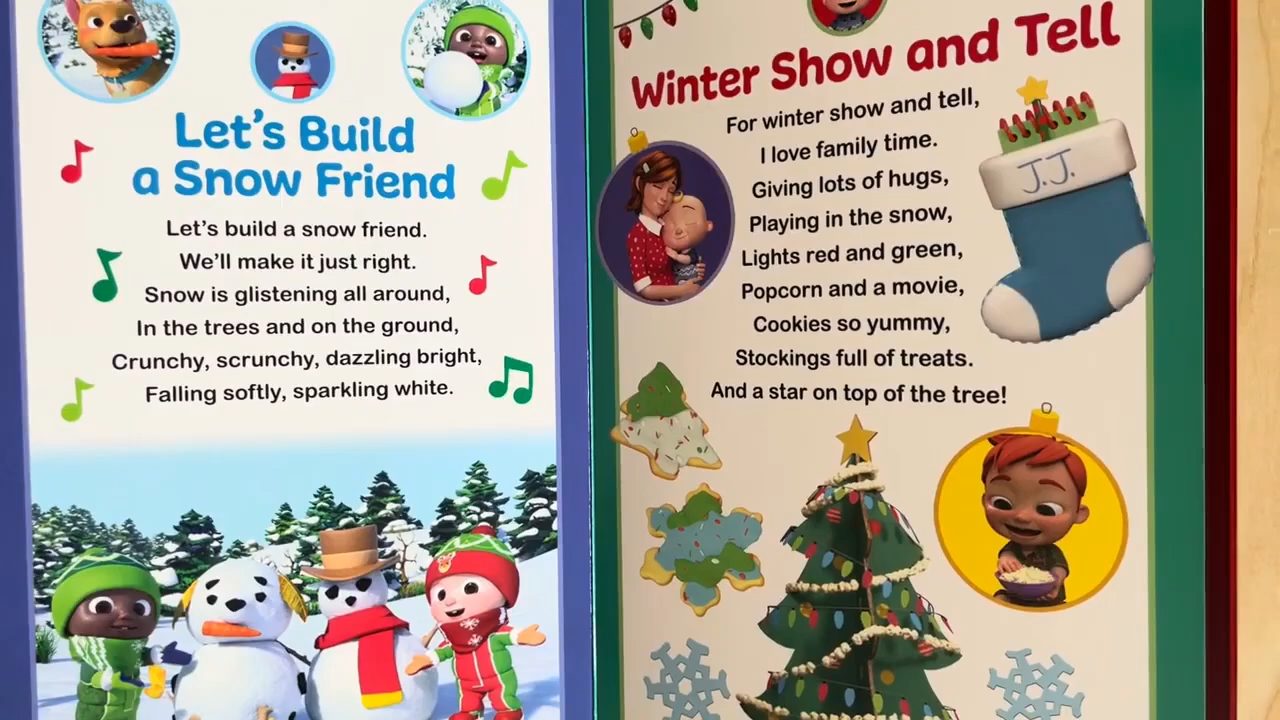 Let's Build
a Snow Friend
Let's build a snow friend.
We'll make it just right.
Snow is glistening all around,
In the trees and on the ground,
Crunchy, scrunchy, dazzling bright,
Falling softly, sparkling white.
Winter Show and Tell
For winter show and tell,
I love family time.
Giving lots of hugs,
Playing in the snow,
Lights red and green,
Popcorn and a movie,
Cookies so yummy,
Stockings full of treats.
And a star on top of the tree!
J.J.